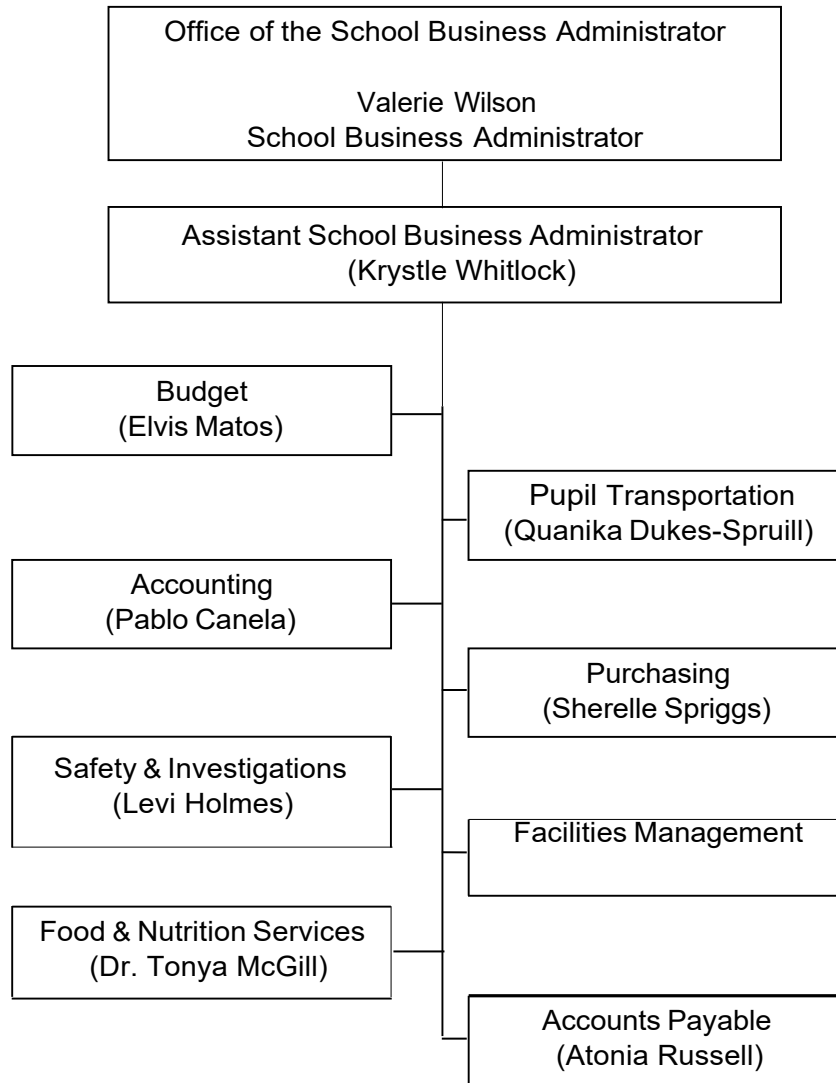 Office of the School Business Administrator
Valerie Wilson
School Business Administrator
Assistant School Business Administrator
(Krystle Whitlock)
Budget
(Elvis Matos)
Pupil Transportation
(Quanika Dukes-Spruill)
Accounting
(Pablo Canela)
Purchasing
(Sherelle Spriggs)
Safety & Investigations
(Levi Holmes)
Facilities Management
Food & Nutrition Services
(Dr. Tonya McGill)
Accounts Payable
(Atonia Russell)